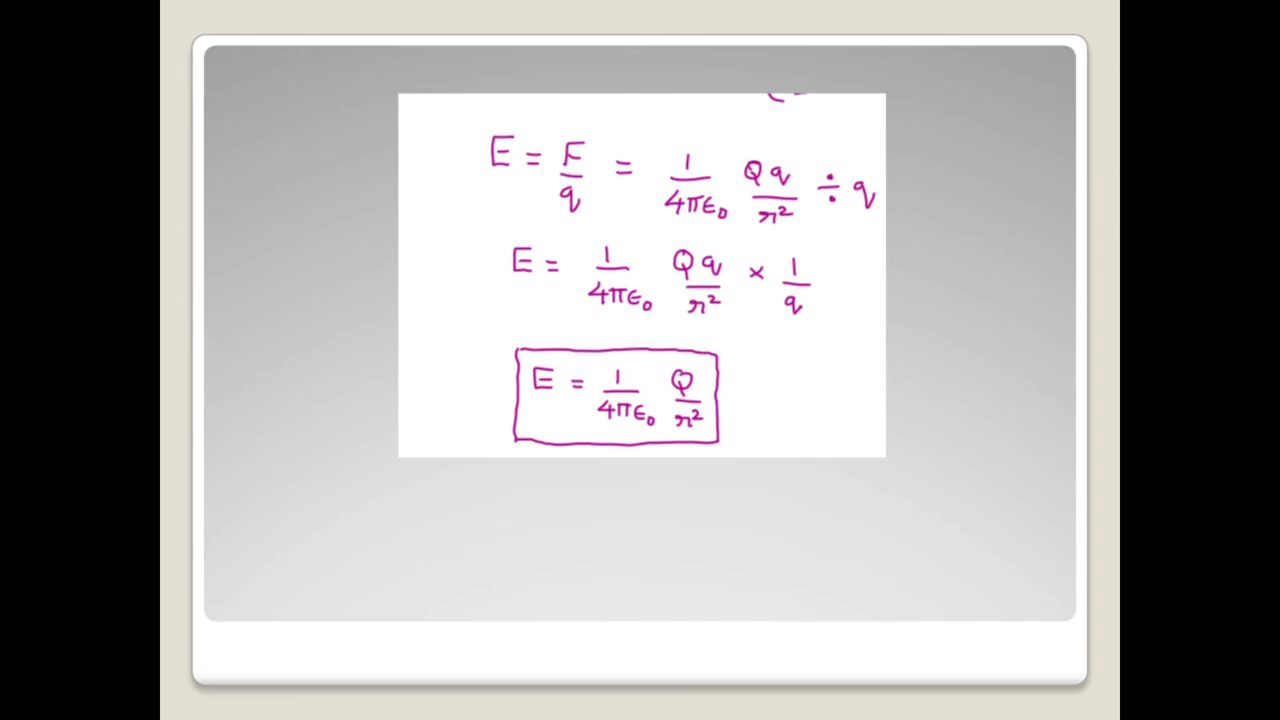 E = F/q = 1/4πϵ₀ Qq/r² ÷ q
E = 1/4πϵ₀ Qq/r² × 1/q
E = 1/4πϵ₀ Q/r²